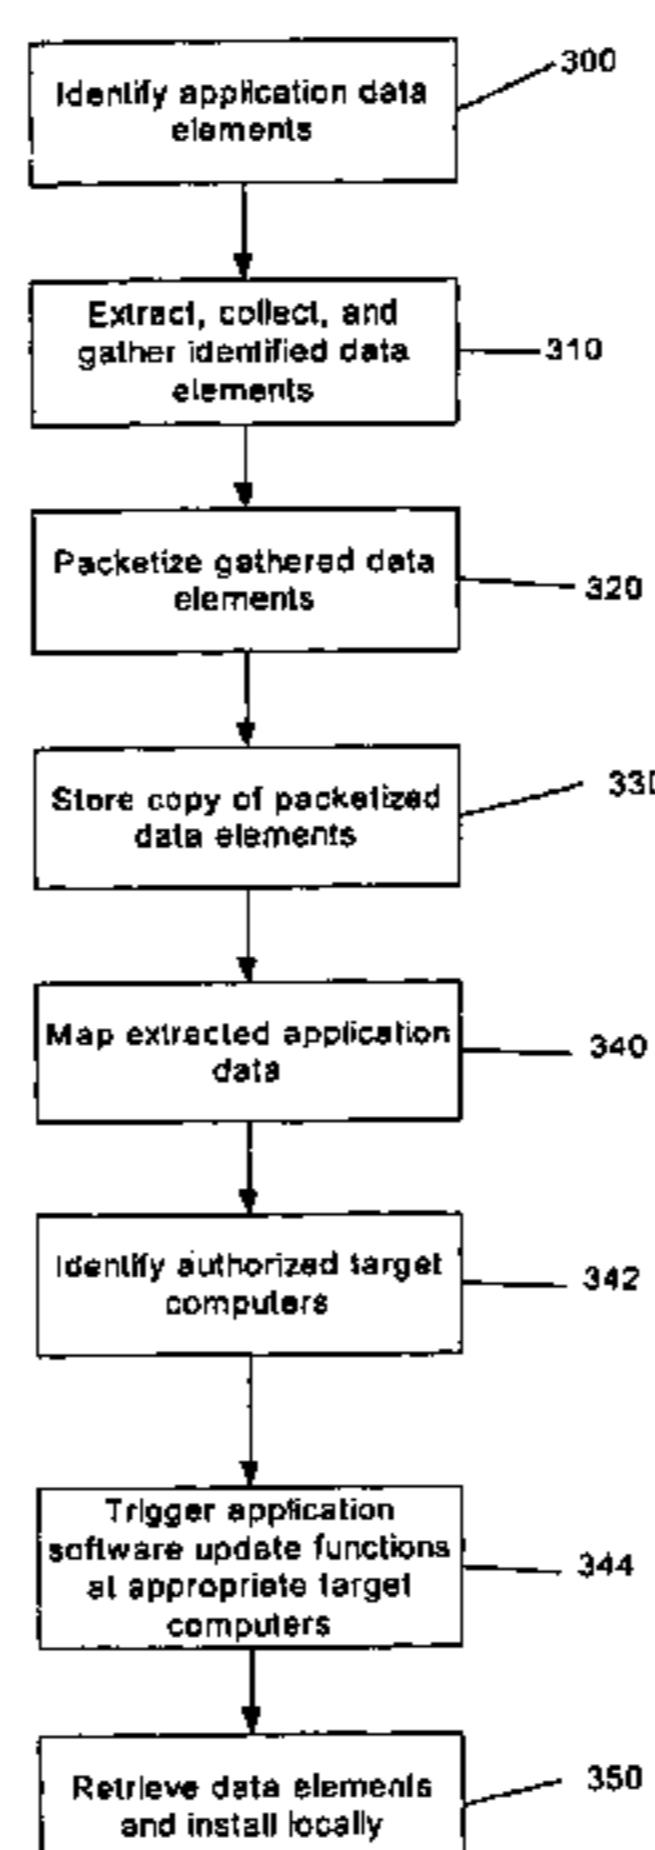 Identify application data
elements
300
Extract, collect, and
gather identified data
elements
310
Packetize gathered data
elements
320
Store copy of packetized
data elements
330
Map extracted application
data
340
Identify authorized target
computers
342
Trigger application
software update functions
at appropriate target
computers
344
Retrieve data elements
and install locally
350